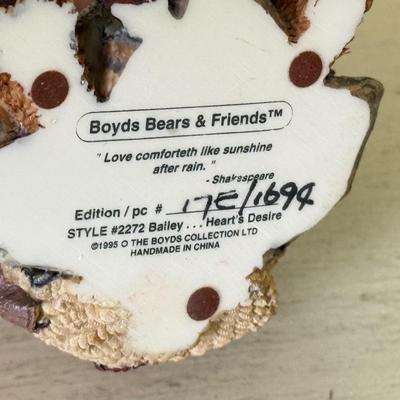 Boyds Bears & Friends™
" Love comforteth like sunshine
after rain. "
- Shakespeare
Edition / pc # 17E/1694
STYLE #2272 Bailey . . . Heart's Desire
©1995 O THE BOYDS COLLECTION LTD
HANDMADE IN CHINA